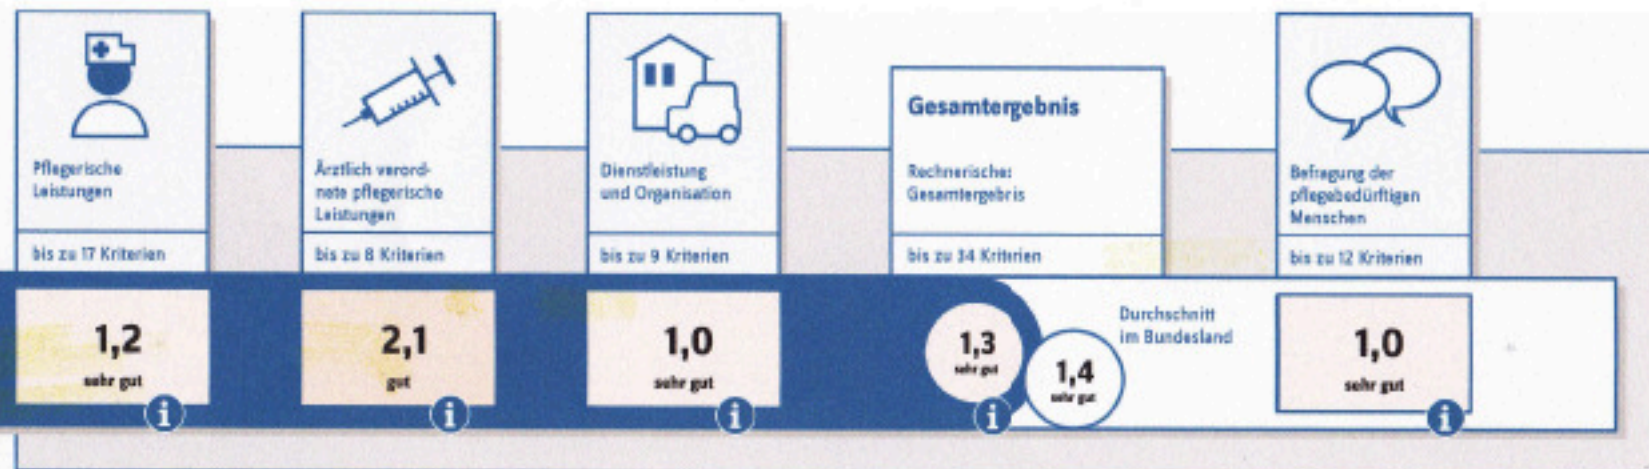 Pflegerische
Leistungen
bis zu 17 Kriterien
1,2
sehr gut
i
Ärztlich verord-
nete pflegerische
Leistungen
bis zu 8 Kriterien
2,1
gut
i
Dienstleistung
und Organisation
bis zu 9 Kriterien
1,0
sehr gut
i
Gesamtergebnis
Rechnerisches
Gesamtergebnis
bis zu 34 Kriterien
1,3
sehr gut
i
1,4
sehr gut
Durchschnitt
im Bundesland
Befragung der
pflegebedürftigen
Menschen
bis zu 12 Kriterien
1,0
sehr gut
i